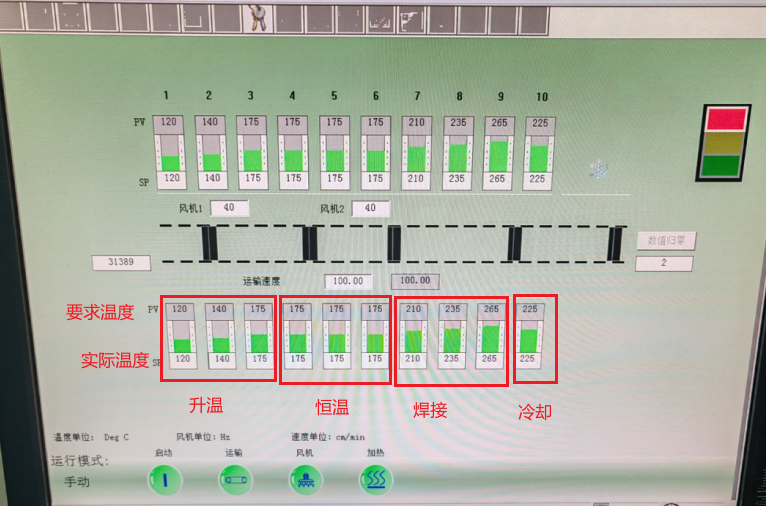 1 2 3 4 5 6 7 8 9 10
PV 120 140 175 175 175 175 210 235 265 225
SP 120 140 175 175 175 175 210 235 265 225
风机1 40 风机2 40
数值归零
31389 2
运输速度 100.00 100.00
要求温度 PV 120 140 175 175 175 175 210 235 265 225
实际温度 SP 120 140 175 175 175 175 210 235 265 225
升温 恒温 焊接 冷却
温度单位: Deg C 风机单位: Hz 速度单位: cm/min
运行模式: 启动 运输 风机 加热
手动